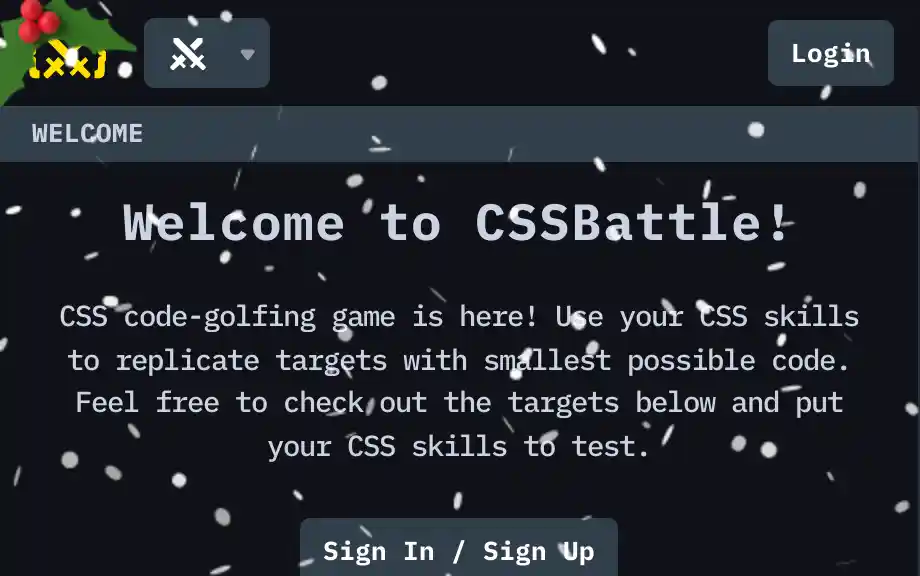 Login
WELCOME
Welcome to CSSBattle!
CSS code-golfing game is here! Use your CSS skills
to replicate targets with smallest possible code.
Feel free to check out the targets below and put
your CSS skills to test.
Sign In / Sign Up